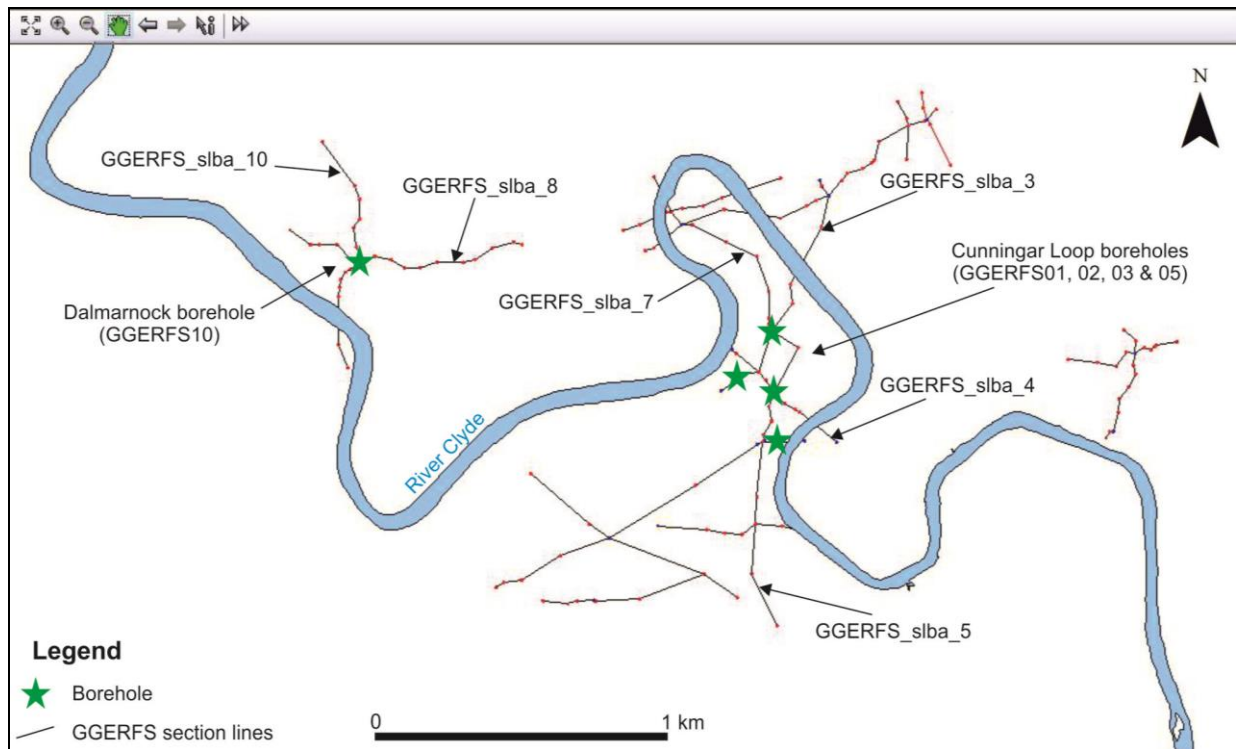 N
GGERFS_slba_10
GGERFS_slba_8
GGERFS_slba_3
Cunningar Loop boreholes
(GGERFS01, 02, 03 & 05)
GGERFS_slba_7
Dalmarnock borehole
(GGERFS10)
GGERFS_slba_4
River Clyde
GGERFS_slba_5
Legend
Borehole
GGERFS section lines
0
1 km